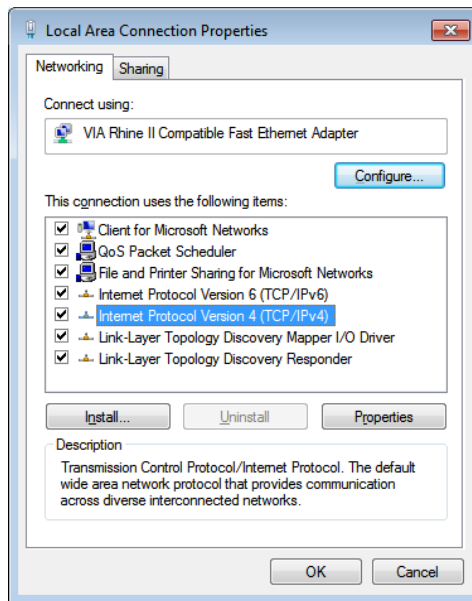 Local Area Connection Properties
Networking
Sharing
Connect using:
VIA Rhine II Compatible Fast Ethernet Adapter
Configure...
This connection uses the following items:
Client for Microsoft Networks
QoS Packet Scheduler
File and Printer Sharing for Microsoft Networks
Internet Protocol Version 6 (TCP/IPv6)
Internet Protocol Version 4 (TCP/IPv4)
Link-Layer Topology Discovery Mapper I/O Driver
Link-Layer Topology Discovery Responder
Install...
Uninstall
Properties
Description
Transmission Control Protocol/Internet Protocol. The default
wide area network protocol that provides communication
across diverse interconnected networks.
OK
Cancel